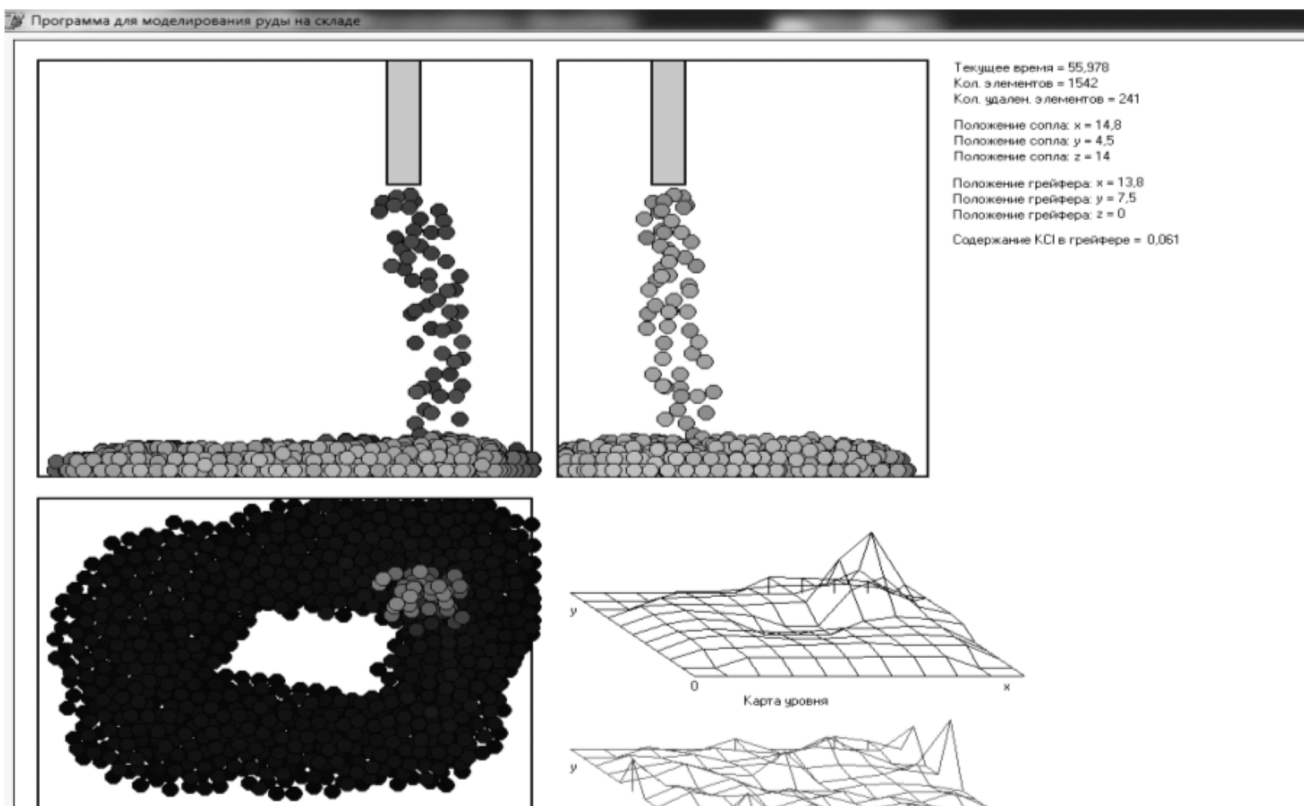 Программа для моделирования руды на складе
Текущее время = 55,978
Кол. элементов = 1542
Кол. удален. элементов = 241
Положение сопла: x = 14,8
Положение сопла: y = 4,5
Положение сопла: z = 14
Положение грейфера: x = 13,8
Положение грейфера: y = 7,5
Положение грейфера: z = 0
Содержание KCl в грейфере = 0,061
y
0
x
Карта уровня
y